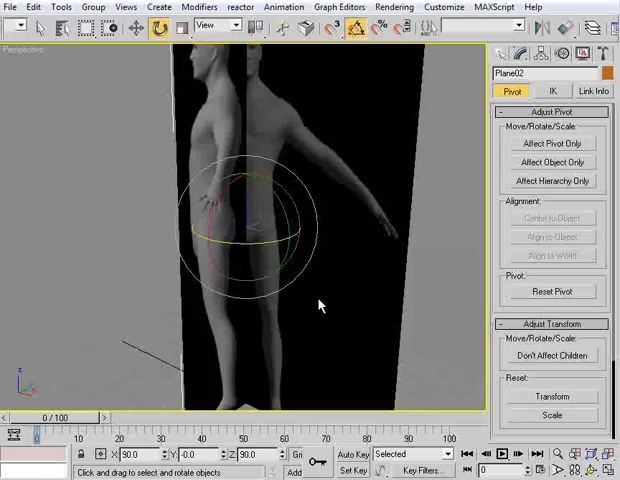 File Edit Tools Group Views Create Modifiers reactor Animation Graph Editors Rendering Customize MAXScript Help
View
Perspective
z
Plane02
Pivot IK Link Info
- Adjust Pivot
Move/Rotate/Scale:
Affect Pivot Only
Affect Object Only
Affect Hierarchy Only
Alignment:
Center to Object
Align to Object
Align to World
Pivot:
Reset Pivot
- Adjust Transform
Move/Rotate/Scale:
Don't Affect Children
Reset:
Transform
Scale
< 0 / 100 >
0 10 20 30 40 50 60 70 80 90 100
X 90.0 Y -0.0 Z 90.0 Gri
Auto Key Selected
Click and drag to select and rotate objects
Add
Set Key Key Filters...
0